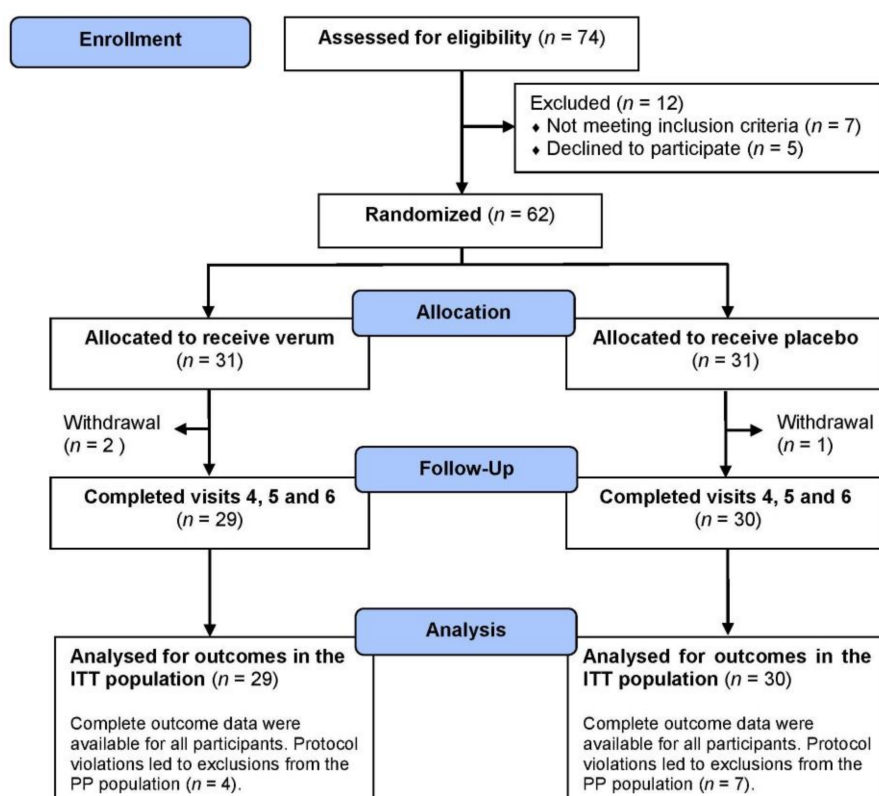 Enrollment
Assessed for eligibility (n = 74)
Excluded (n = 12)
♦ Not meeting inclusion criteria (n = 7)
♦ Declined to participate (n = 5)
Randomized (n = 62)
Allocation
Allocated to receive verum
(n = 31)
Allocated to receive placebo
(n = 31)
Withdrawal
(n = 2 )
Withdrawal
(n = 1)
Follow-Up
Completed visits 4, 5 and 6
(n = 29)
Completed visits 4, 5 and 6
(n = 30)
Analysis
Analysed for outcomes in the
ITT population (n = 29)
Complete outcome data were
available for all participants. Protocol
violations led to exclusions from the
PP population (n = 4).
Analysed for outcomes in the
ITT population (n = 30)
Complete outcome data were
available for all participants. Protocol
violations led to exclusions from the
PP population (n = 7).